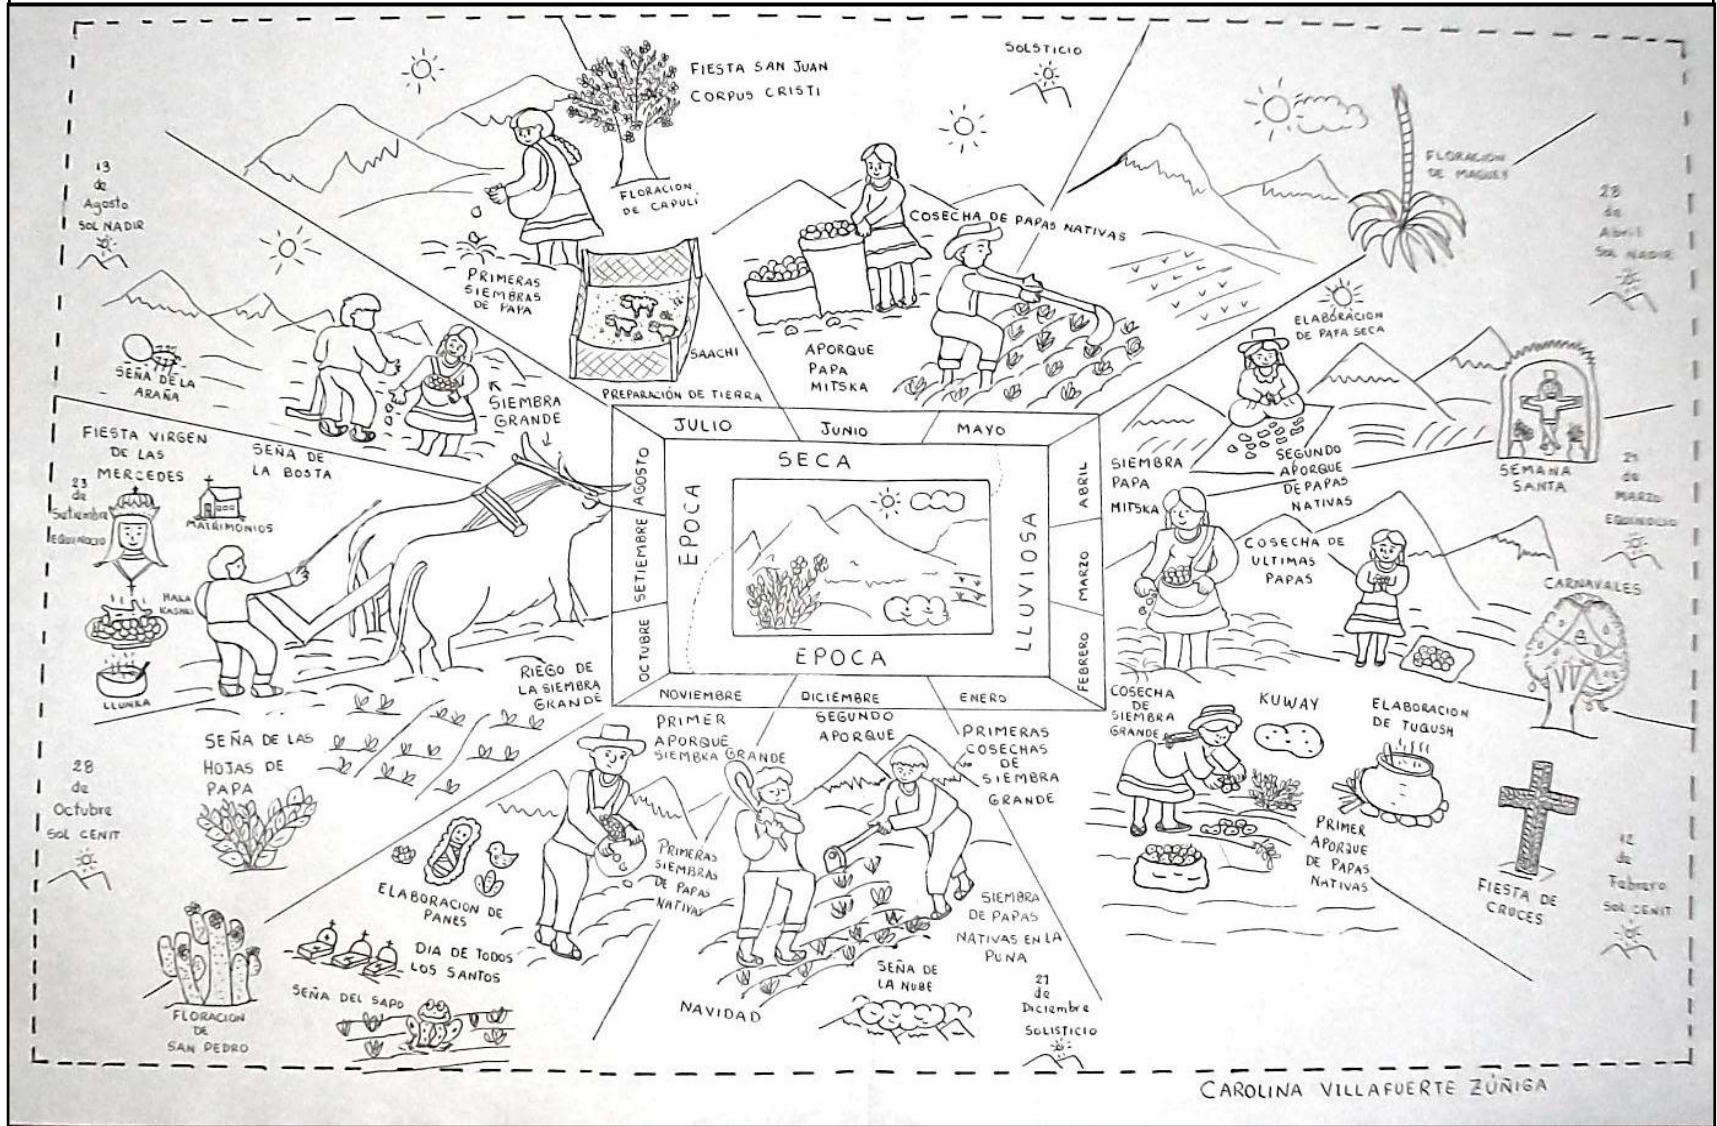 FIESTA SAN JUAN
CORPUS CRISTI
SOLSTICIO
FLORACION
DE CAPULÍ
PRIMERAS
SIEMBRAS
DE PAPA
SAACHI
PREPARACIÓN DE TIERRA
APORQUE
PAPA
MITSKA
COSECHA DE PAPAS NATIVAS
FLORACION
DE MAGUEY
28
de
Abril
SOL NADIR
ELABORACION
DE PAPA SECA
SEMANA
SANTA
SIEMBRA
PAPA
MITSKA
SEGUNDO
APORQUE
DE PAPAS
NATIVAS
21
de
MARZO
EQUINOCIO
COSECHA DE
ULTIMAS
PAPAS
CARNAVALES
COSECHA
DE
SIEMBRA
GRANDE
KUWAY
ELABORACION
DE TUQUSH
PRIMER
APORQUE
DE PAPAS
NATIVAS
FIESTA DE
CRUCES
12
de
Febrero
SOL CENIT
PRIMERAS
COSECHAS
DE
SIEMBRA
GRANDE
SEGUNDO
APORQUE
SIEMBRA
DE PAPAS
NATIVAS EN LA
PUNA
SEÑA DE
LA NUBE
21
de
Diciembre
SOLISTICIO
NAVIDAD
PRIMER
APORQUE
SIEMBRA GRANDE
PRIMERAS
SIEMBRAS
DE PAPAS
NATIVAS
ELABORACION DE
PANES
DIA DE TODOS
LOS SANTOS
SEÑA DEL SAPO
FLORACION
DE
SAN PEDRO
28
de
Octubre
SOL CENIT
SEÑA DE LAS
HOJAS DE
PAPA
RIEGO DE
LA SIEMBRA
GRANDE
FIESTA VIRGEN
DE LAS
MERCEDES
23
de
Setiembre
EQUINOCIO
MATRIMONIOS
SEÑA DE
LA BOSTA
LLUNKA
13
de
Agosto
SOL NADIR
SEÑA DE LA
ARAÑA
SIEMBRA
GRANDE
JULIO
JUNIO
MAYO
ABRIL
MARZO
FEBRERO
ENERO
DICIEMBRE
NOVIEMBRE
OCTUBRE
SETIEMBRE
AGOSTO
EPOCA
SECA
EPOCA
LLUVIOSA
CAROLINA VILLAFUERTE ZÚÑIGA